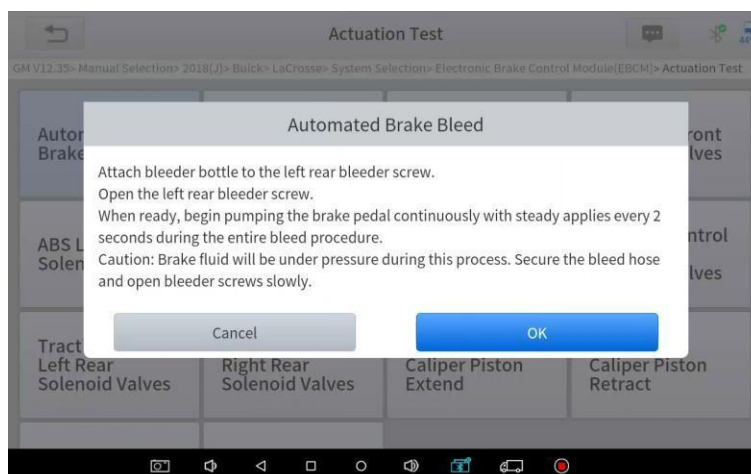 Actuation Test
GM V12.35> Manual Selection> 2018(J)> Buick> LaCrosse> System Selection> Electronic Brake Control Module(EBCM)> Actuation Test
Automated Brake Bleed
Attach bleeder bottle to the left rear bleeder screw.
Open the left rear bleeder screw.
When ready, begin pumping the brake pedal continuously with steady applies every 2
seconds during the entire bleed procedure.
Caution: Brake fluid will be under pressure during this process. Secure the bleed hose
and open bleeder screws slowly.
Cancel
OK
Left Rear
Solenoid Valves
Right Rear
Solenoid Valves
Caliper Piston
Extend
Caliper Piston
Retract